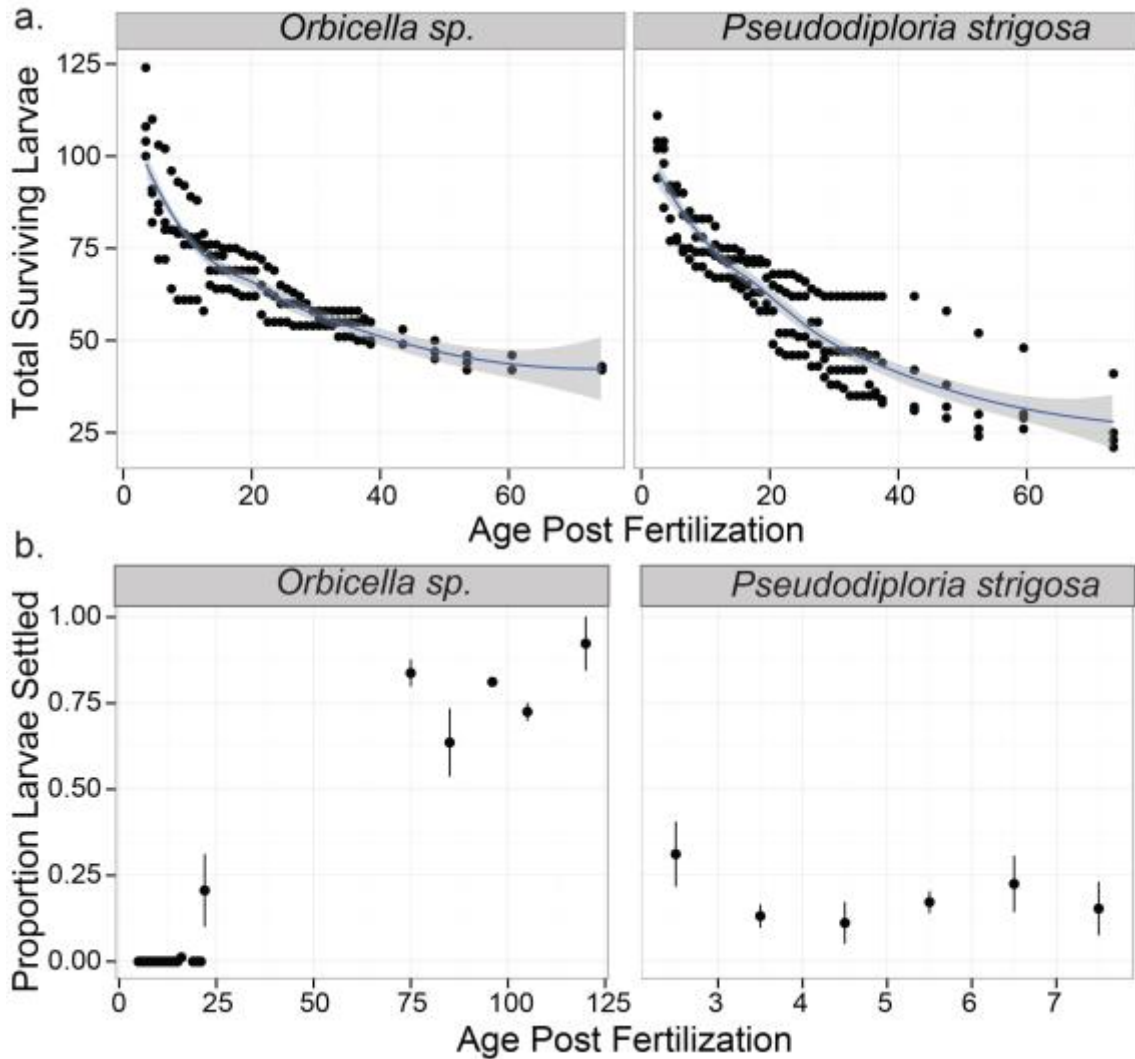 a.
Orbicella sp. Pseudodiploria strigosa
Total Surviving Larvae
125
100
75
50
25
0 20 40 60 0 20 40 60
Age Post Fertilization
b.
Orbicella sp. Pseudodiploria strigosa
Proportion Larvae Settled
1.00
0.75
0.50
0.25
0.00
0 25 50 75 100 125 3 4 5 6 7
Age Post Fertilization